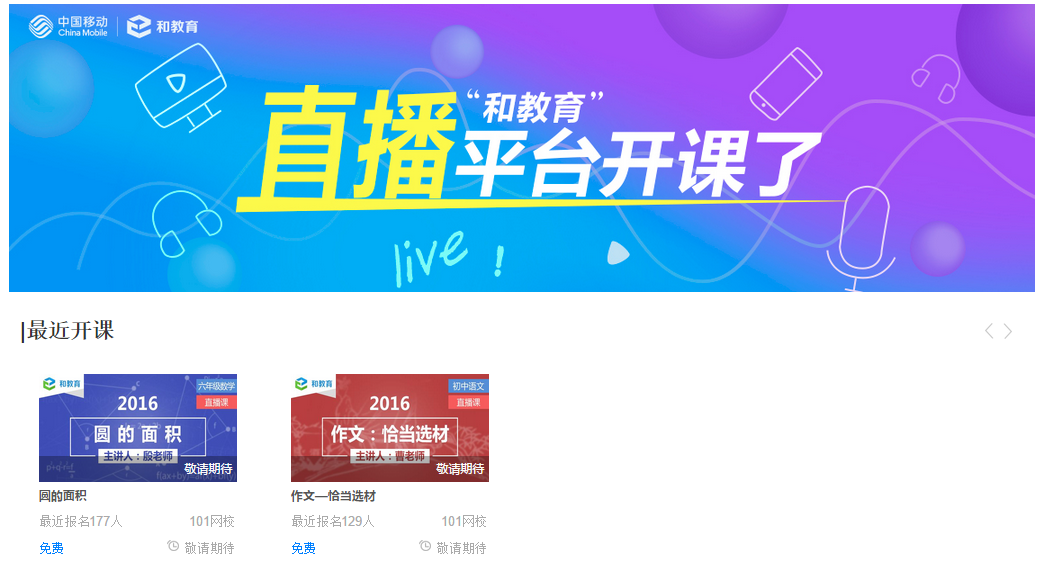 中国移动
China Mobile
和教育
直播“和教育”
平台开课了
live!
|最近开课
和教育
六年级数学
直播课
2016
圆的面积
主讲人：殷老师
敬请期待
圆的面积
最近报名177人
101网校
免费
敬请期待
和教育
初中语文
直播课
2016
作文：恰当选材
主讲人：曹老师
敬请期待
作文—恰当选材
最近报名129人
101网校
免费
敬请期待